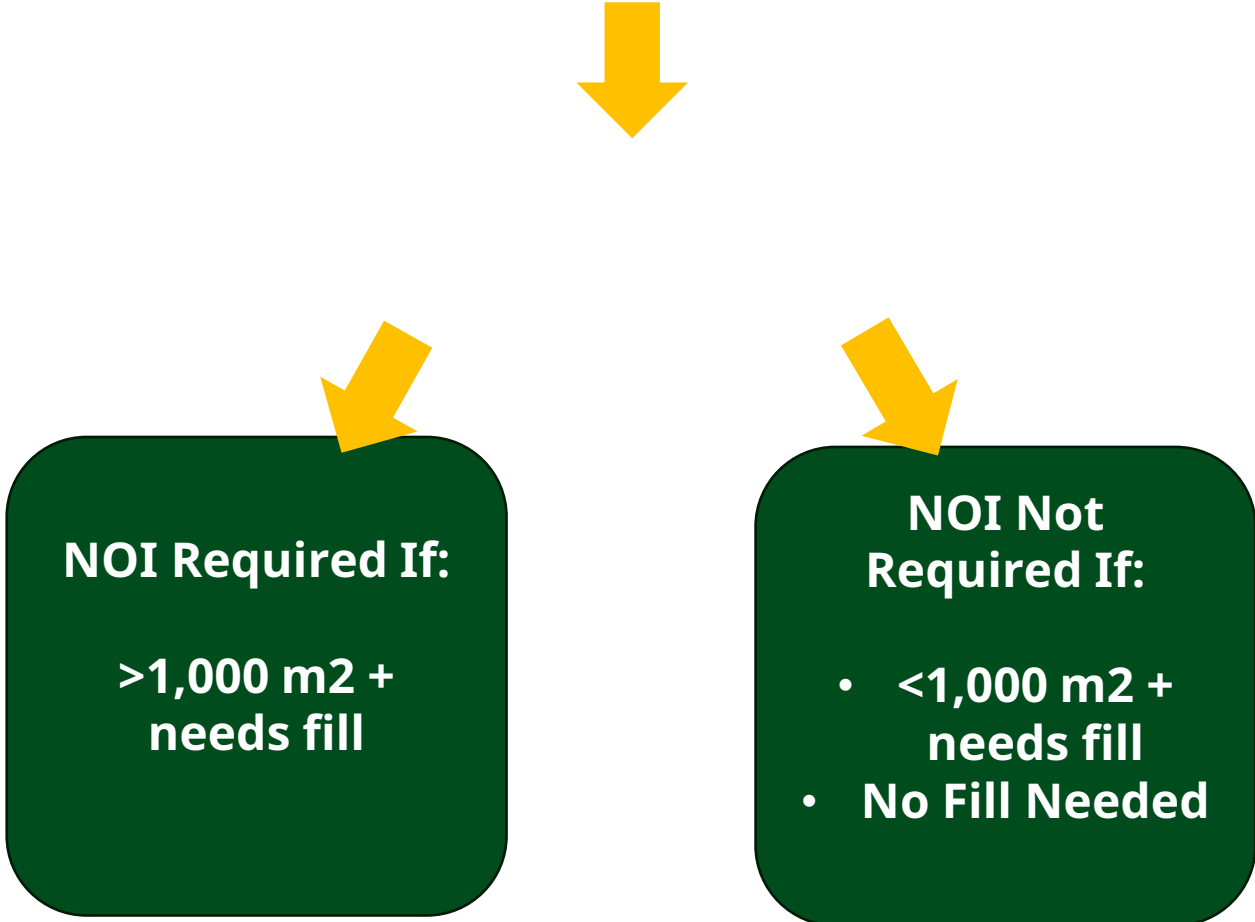 NOI Required If:
>1,000 m2 +
needs fill
NOI Not
Required If:
• <1,000 m2 +
needs fill
• No Fill Needed